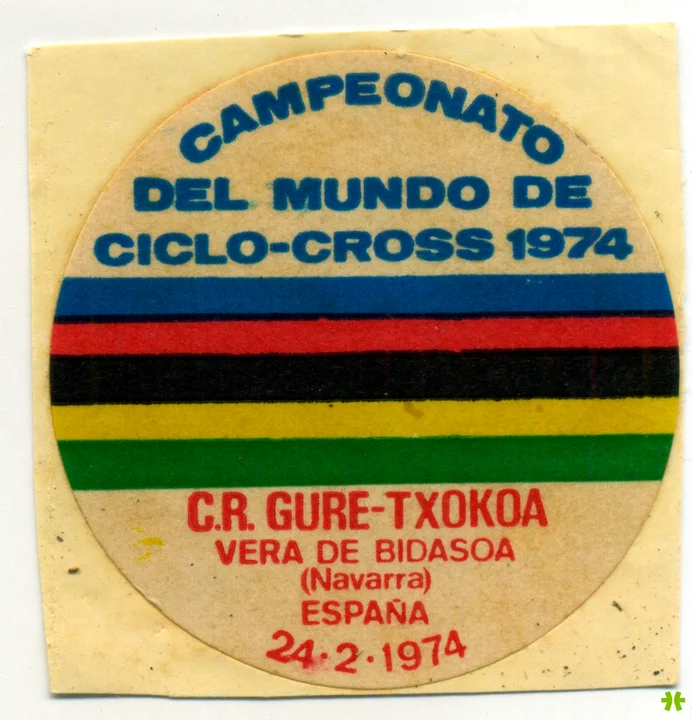 CAMPEONATO
DEL MUNDO DE
CICLO-CROSS 1974
C.R. GURE-TXOKOA
VERA DE BIDASOA
(Navarra)
ESPAÑA
24·2·1974